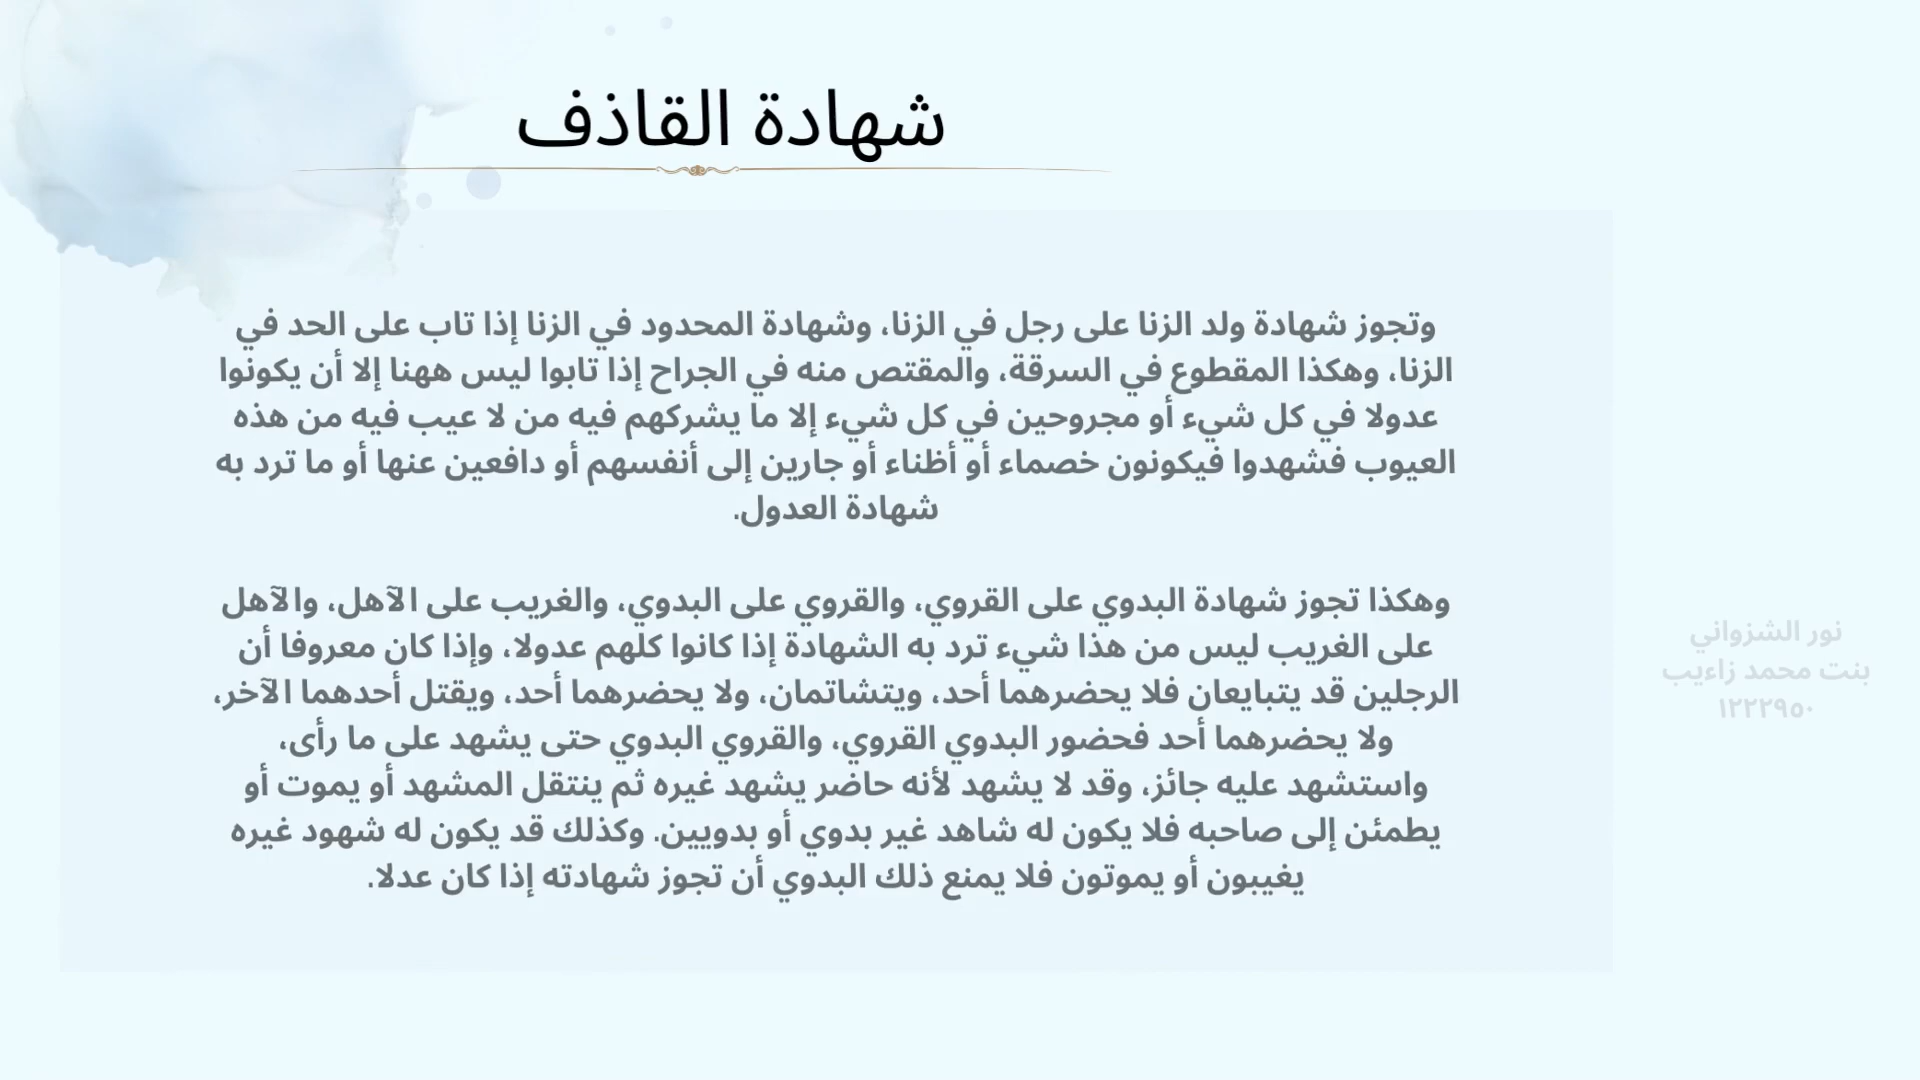 شهادة القاذف
وتجوز شهادة ولد الزنا على رجل في الزنا، وشهادة المحدود في الزنا إذا تاب على الحد في
الزنا، وهكذا المقطوع في السرقة، والمقتص منه في الجراح إذا تابوا ليس ههنا إلا أن يكونوا
عدولا في كل شيء أو مجروحين في كل شيء إلا ما يشركهم فيه من لا عيب فيه من هذه
العيوب فشهدوا فيكونون خصماء أو أظناء أو جارين إلى أنفسهم أو دافعين عنها أو ما ترد به
شهادة العدول.
وهكذا تجوز شهادة البدوي على القروي، والقروي على البدوي، والغريب على الآهل، والآهل
على الغريب ليس من هذا شيء ترد به الشهادة إذا كانوا كلهم عدولا، وإذا كان معروفا أن
الرجلين قد يتبايعان فلا يحضرهما أحد، ويتشاتمان، ولا يحضرهما أحد، ويقتل أحدهما الآخر،
ولا يحضرهما أحد فحضور البدوي القروي، والقروي البدوي حتى يشهد على ما رأى،
واستشهد عليه جائز، وقد لا يشهد لأنه حاضر يشهد غيره ثم ينتقل المشهد أو يموت أو
يطمئن إلى صاحبه فلا يكون له شاهد غير بدوي أو بدويين. وكذلك قد يكون له شهود غيره
يغيبون أو يموتون فلا يمنع ذلك البدوي أن تجوز شهادته إذا كان عدلا.
نور الشزواني
بنت محمد زاءيب
١٢٢٢٩٥٠